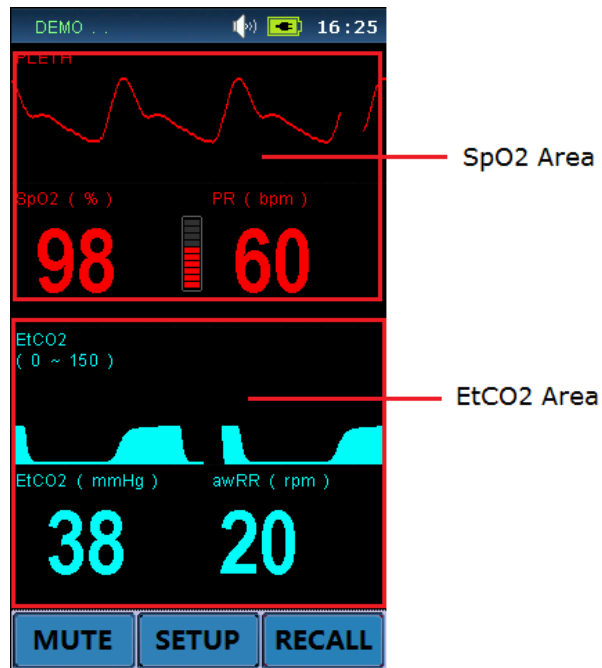 DEMO . . 16:25
PLETH
SpO2 Area
SpO2 ( % ) PR ( bpm )
98 60
EtCO2
( 0 ~ 150 )
EtCO2 Area
EtCO2 ( mmHg ) awRR ( rpm )
38 20
MUTE SETUP RECALL